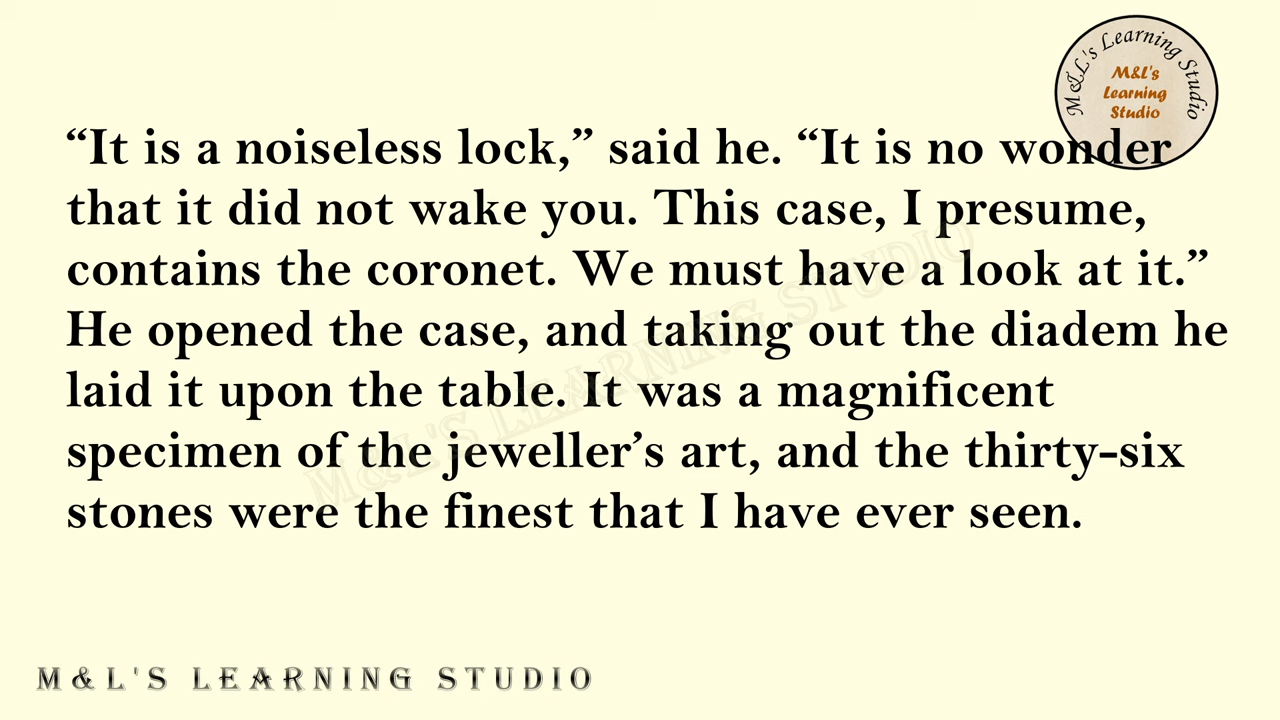 M&L's Learning Studio
M&L's
Learning
Studio
“It is a noiseless lock,” said he. “It is no wonder
that it did not wake you. This case, I presume,
contains the coronet. We must have a look at it.”
He opened the case, and taking out the diadem he
laid it upon the table. It was a magnificent
specimen of the jeweller’s art, and the thirty-six
stones were the finest that I have ever seen.
M&L'S LEARNING STUDIO
M&L'S LEARNING STUDIO